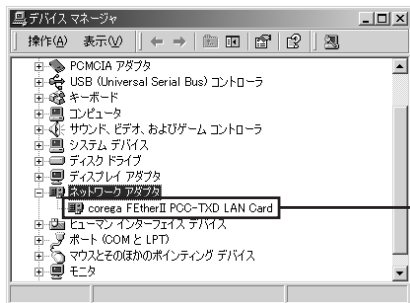 デバイス マネージャ
操作(A) 表示(V)
PCMCIA アダプタ
USB (Universal Serial Bus) コントローラ
キーボード
コンピュータ
サウンド、ビデオ、およびゲーム コントローラ
システム デバイス
ディスク ドライブ
ディスプレイ アダプタ
ネットワーク アダプタ
corega FEtherII PCC-TXD LAN Card
ヒューマン インターフェイス デバイス
ポート (COM と LPT)
マウスとそのほかのポインティング デバイス
モニタ